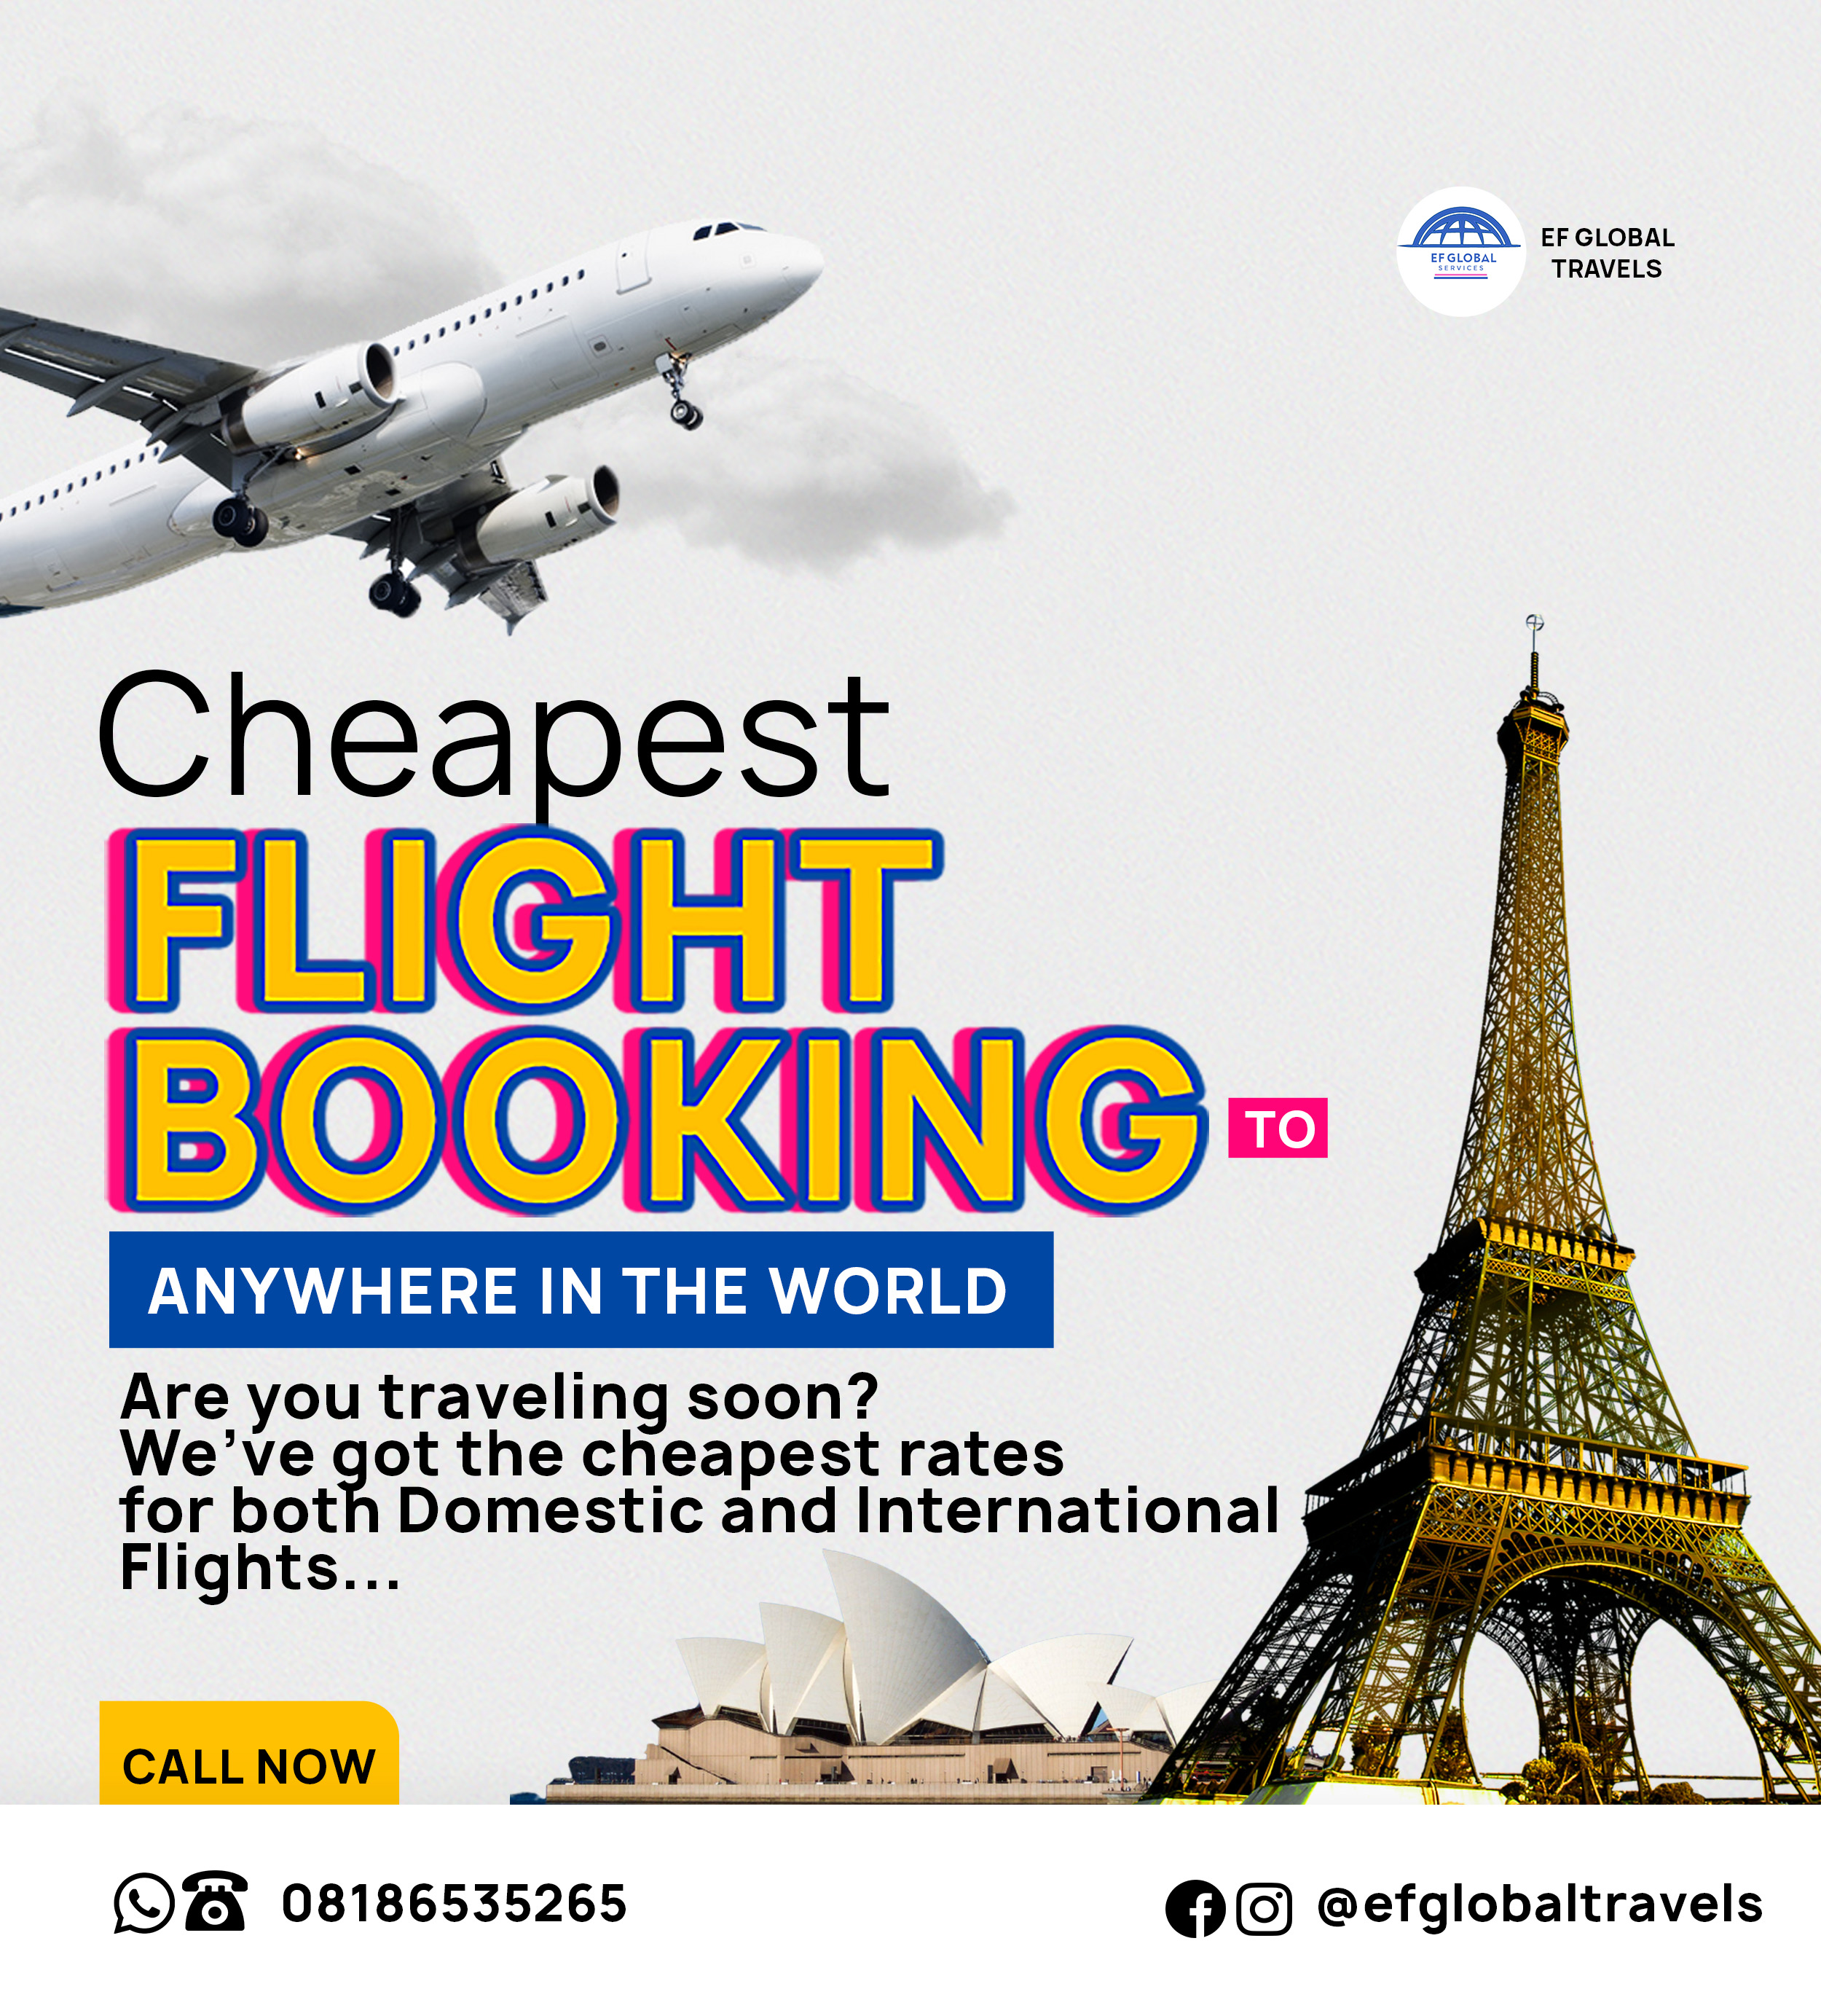 EF GLOBAL
SERVICES
EF GLOBAL
TRAVELS
Cheapest
FLIGHT
BOOKING
TO
ANYWHERE IN THE WORLD
Are you traveling soon?
We’ve got the cheapest rates
for both Domestic and International
Flights...
CALL NOW
08186535265
@efglobaltravels